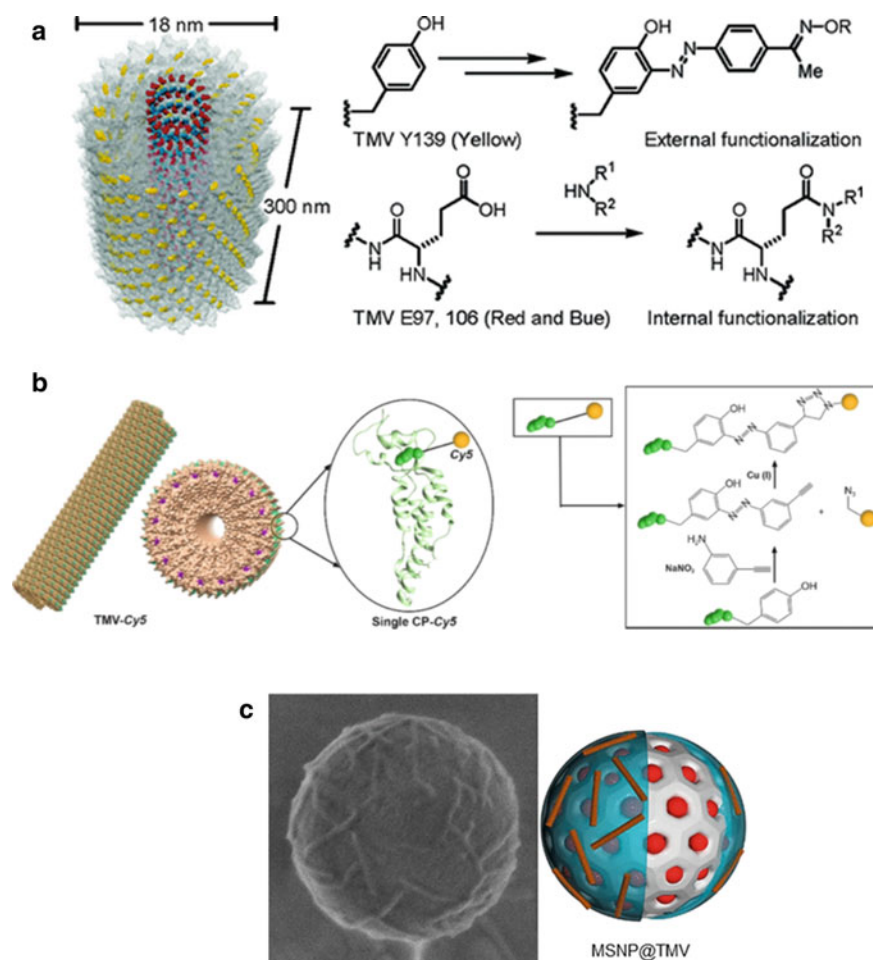 a
18 nm
300 nm
OH
TMV Y139 (Yellow)
OH
N
N
N
OR
Me
External functionalization
O
N
H
O
OH
H
N
TMV E97, 106 (Red and Bue)
R¹
HN
R²
O
N
H
O
N
R¹
R²
H
N
Internal functionalization
b
TMV-Cy5
Cy5
Single CP-Cy5
OH
N
N
N
N
N
Cu (I)
OH
N
N
+
N₃
H₂N
NaNO₂
OH
c
MSNP@TMV